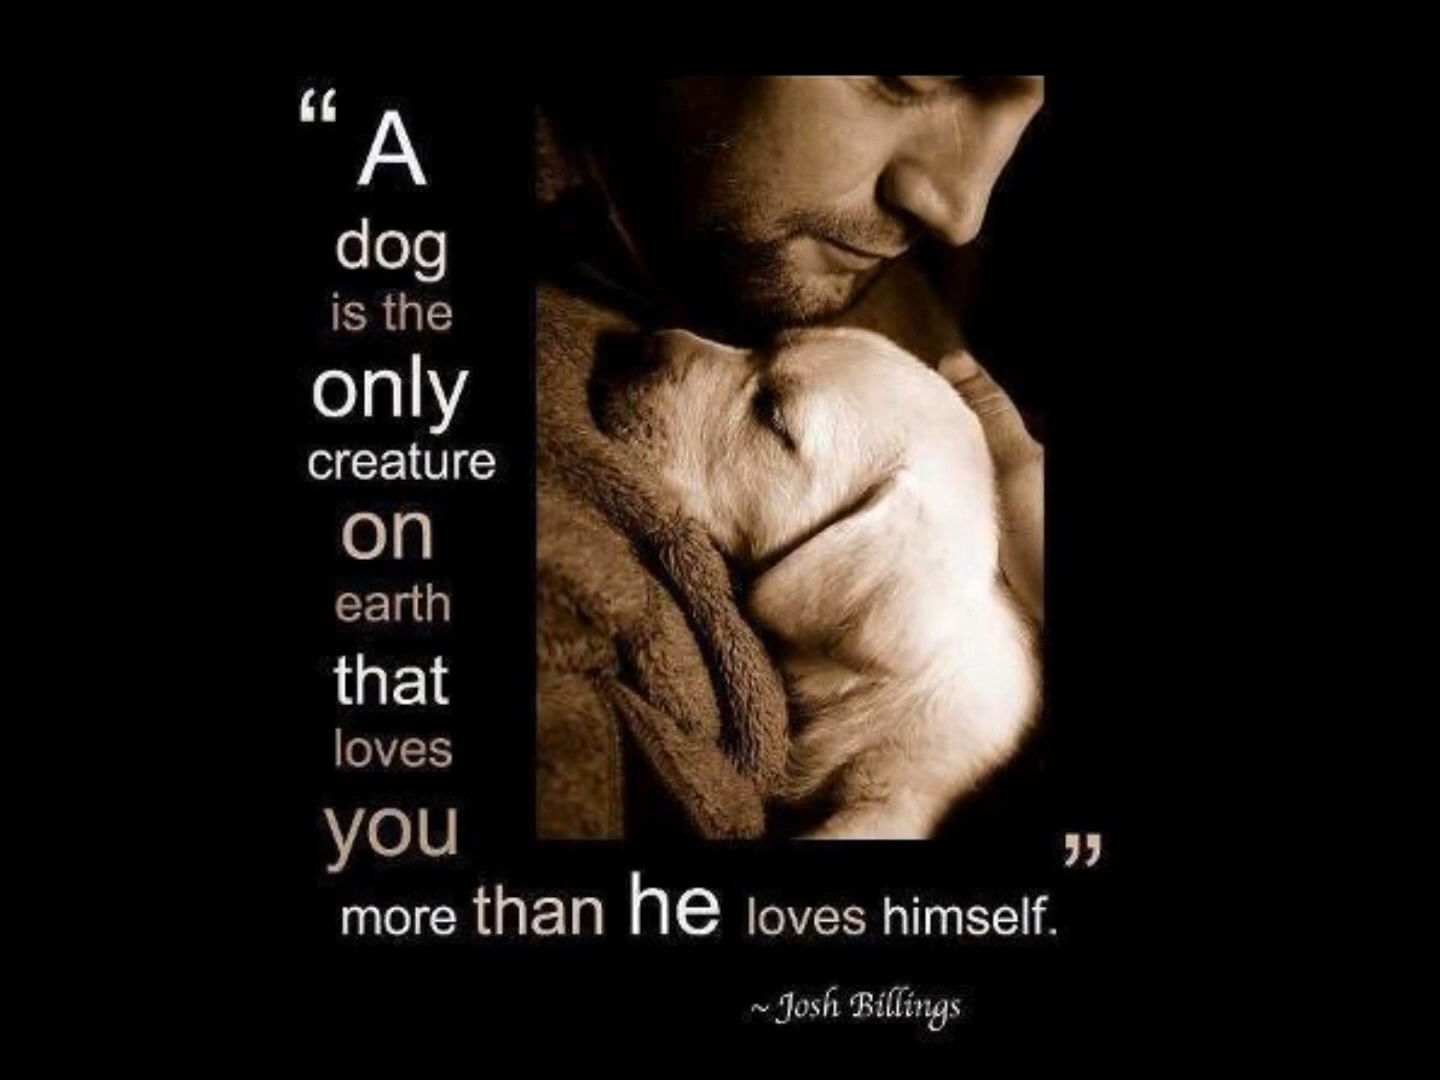 “ A
dog
is the
only
creature
on
earth
that
loves
you
more than he loves himself. ”
~ Josh Billings